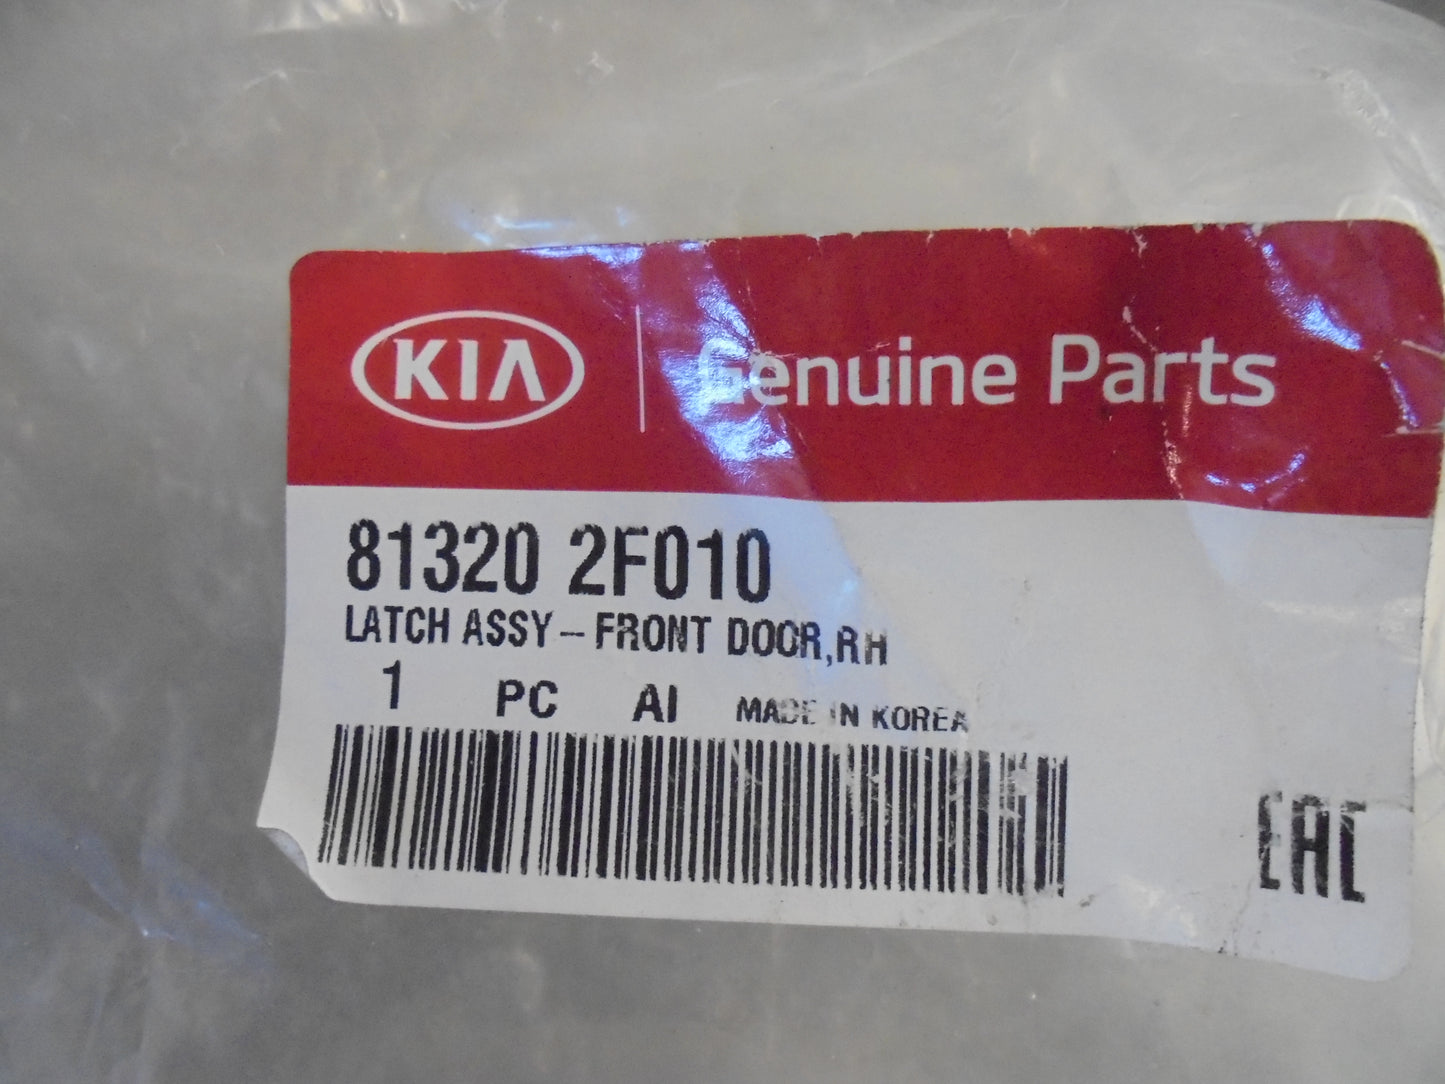 KIA Genuine Parts
81320 2F010
LATCH ASSY-FRONT DOOR,RH
1 PC AI MADE IN KOREA
EAC